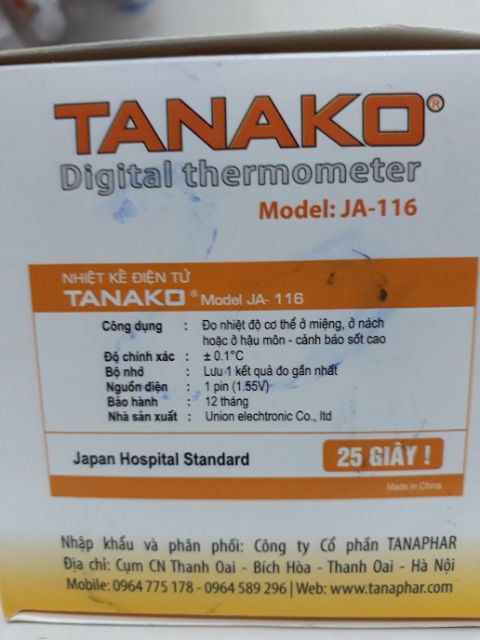 TANAKO®
Digital thermometer
Model: JA-116
NHIỆT KẾ ĐIỆN TỬ
TANAKO® Model JA- 116
Công dụng : Đo nhiệt độ cơ thể ở miệng, ở nách
hoặc ở hậu môn - cảnh báo sốt cao
Độ chính xác : ± 0.1°C
Bộ nhớ : Lưu 1 kết quả đo gần nhất
Nguồn điện : 1 pin (1.55V)
Bảo hành : 12 tháng
Nhà sản xuất : Union elechtronic Co., ltd
Japan Hospital Standard 25 GIÂY !
Made in China
Nhập khẩu và phân phối: Công ty Cổ phần TANAPHAR
Địa chỉ: Cụm CN Thanh Oai - Bích Hòa - Thanh Oai - Hà Nội
Mobile: 0964 775 178 - 0964 589 296 | Web: www.tanaphar.com